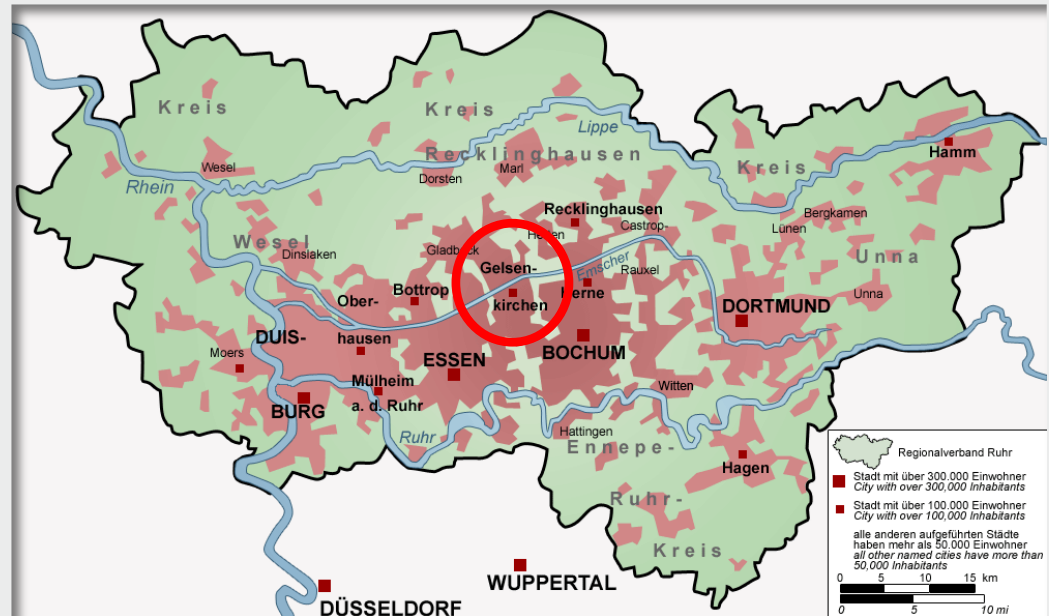 Kreis
Kreis
Lippe
Recklinghausen
Kreis
Hamm
Wesel
Rhein
Dorsten
Marl
Recklinghausen
Bergkamen
Lünen
Castrop-
Herten
Wesel
Gladbeck
Dinslaken
Emscher
Rauxel
Unna
Gelsen-
kirchen
Bottrop
Herne
Unna
Ober-
hausen
DORTMUND
DUIS-
BOCHUM
Moers
ESSEN
Mülheim
a. d. Ruhr
Witten
BURG
Hattingen
Ruhr
Ennepe-
Hagen
Ruhr-
Kreis
WUPPERTAL
DÜSSELDORF
Regionalverband Ruhr
Stadt mit über 300.000 Einwohner
City with over 300,000 Inhabitants
Stadt mit über 100.000 Einwohner
City with over 100,000 Inhabitants
alle anderen aufgeführten Städte
haben mehr als 50.000 Einwohner
all other named cities have more than
50,000 Inhabitants
0 5 10 15 km
0 5 10 mi